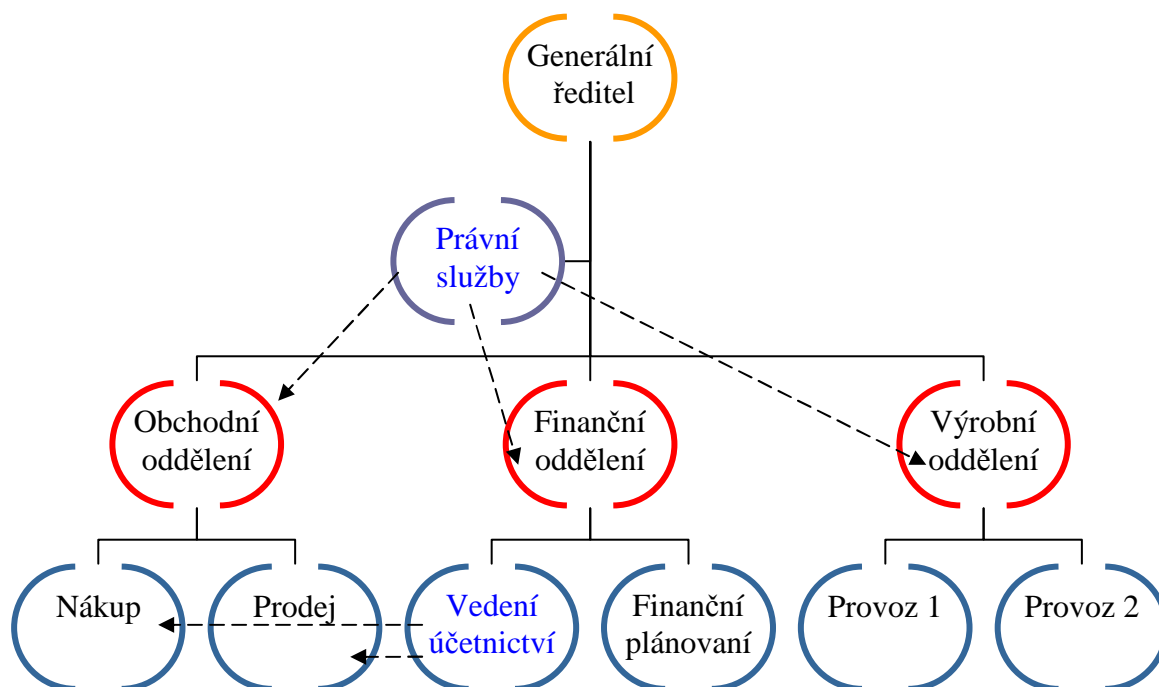 Generální
ředitel
Právní
služby
Obchodní
oddělení
Finanční
oddělení
Výrobní
oddělení
Nákup
Prodej
Vedení
účetnictví
Finanční
plánovaní
Provoz 1
Provoz 2